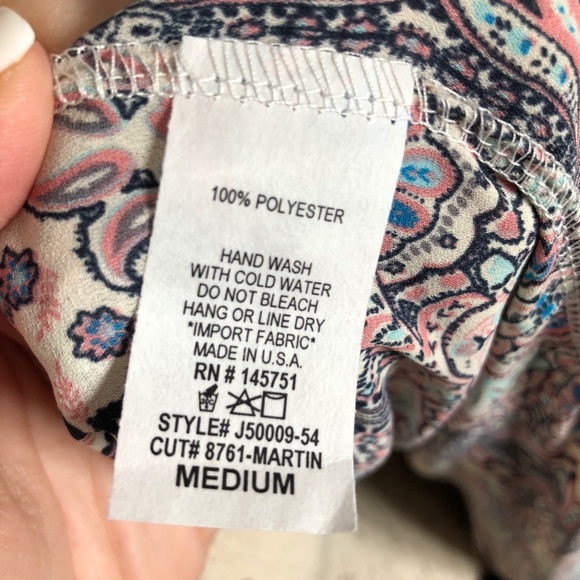 100% POLYESTER
HAND WASH
WITH COLD WATER
DO NOT BLEACH
HANG OR LINE DRY
*IMPORT FABRIC*
MADE IN U.S.A.
RN # 145751
STYLE# J50009-54
CUT# 8761-MARTIN
MEDIUM